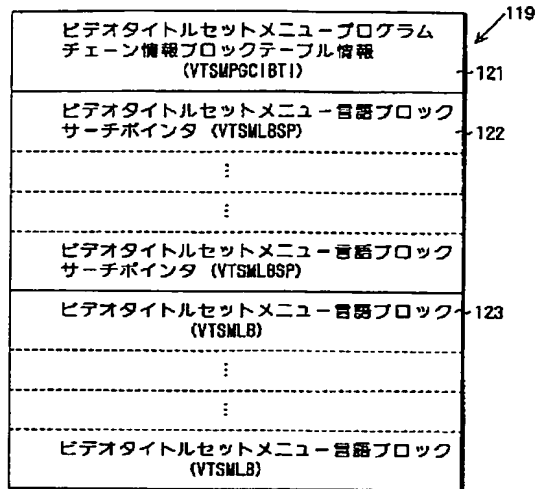 119
ビデオタイトルセットメニュープログラム
チェーン情報ブロックテーブル情報
(VTSMPGCIBTI)
121
ビデオタイトルセットメニュー言語ブロック
サーチポインタ (VTSMLBSP)
122
⋮
⋮
ビデオタイトルセットメニュー言語ブロック
サーチポインタ (VTSMLBSP)
ビデオタイトルセットメニュー言語ブロック
123
(VTSMLB)
⋮
⋮
ビデオタイトルセットメニュー言語ブロック
(VTSMLB)